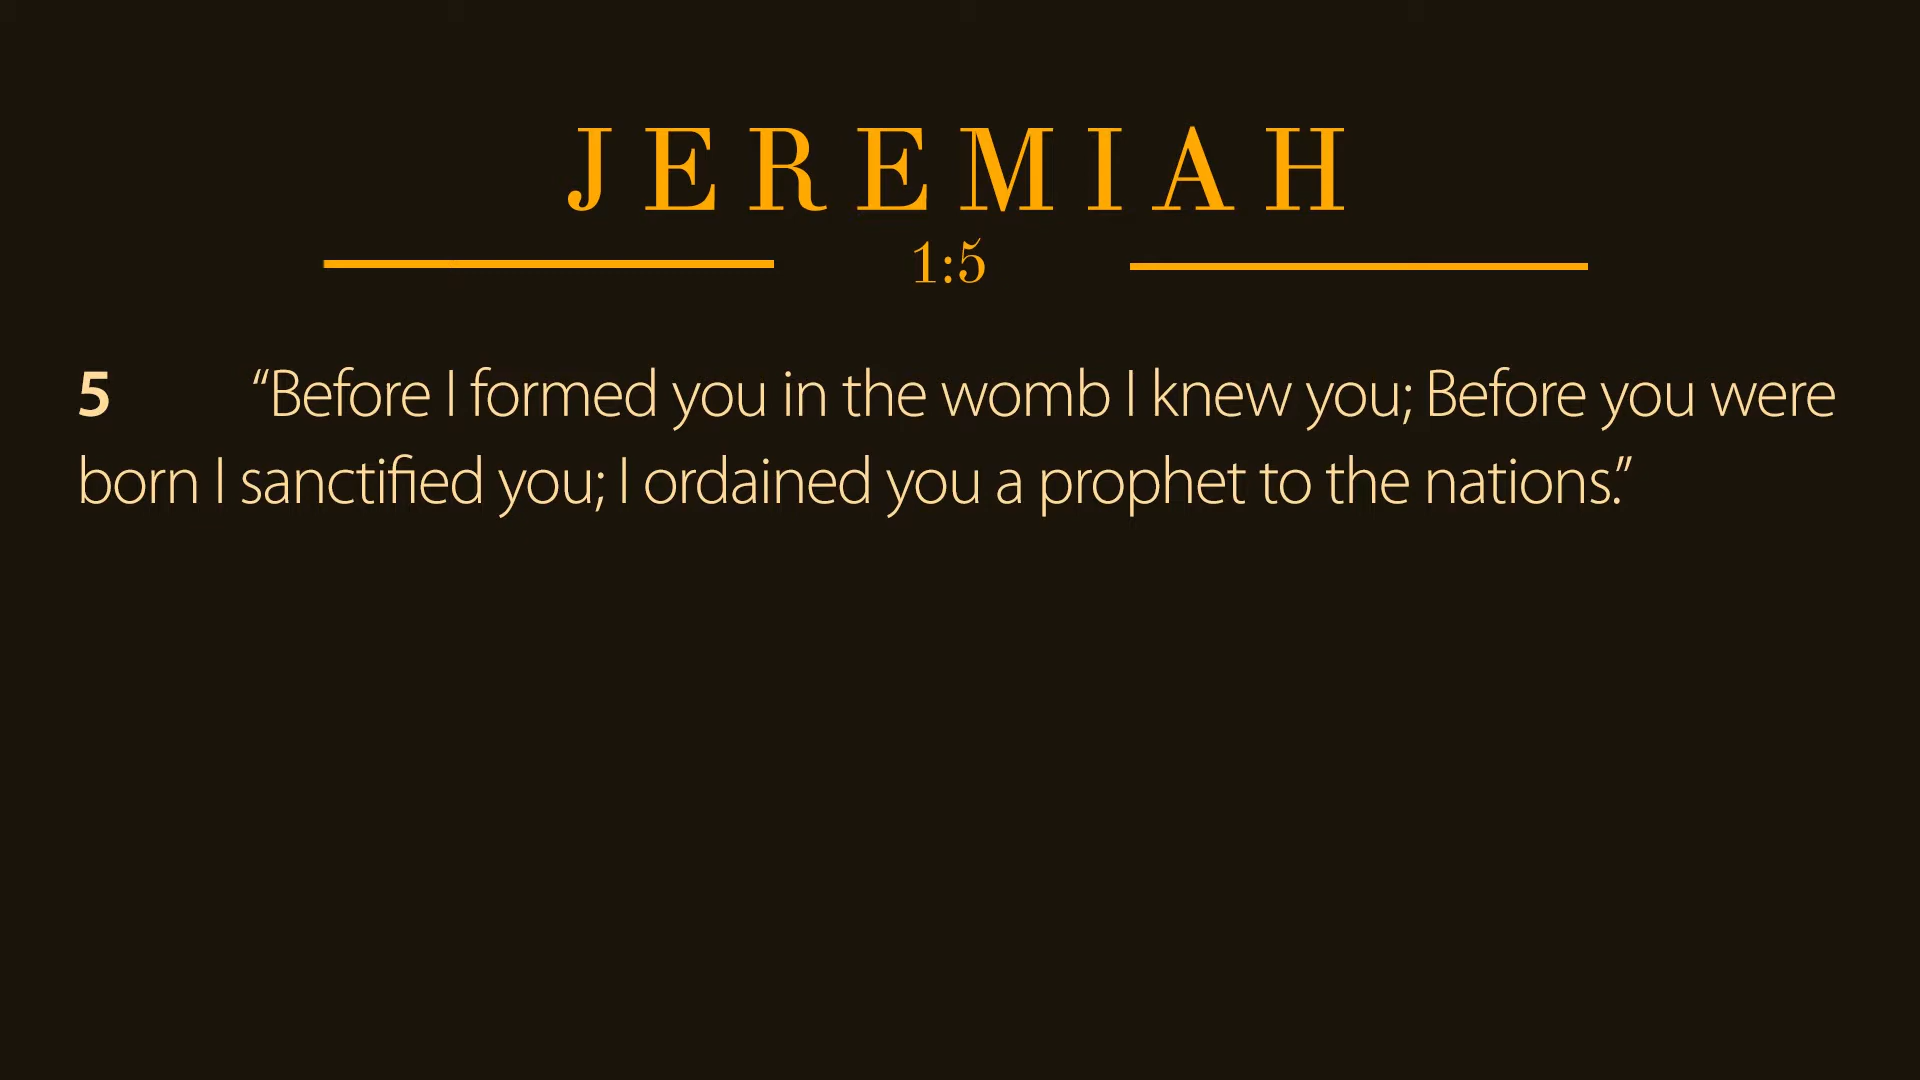 JEREMIAH
1:5
5 “Before I formed you in the womb I knew you; Before you were
born I sanctified you; I ordained you a prophet to the nations.”